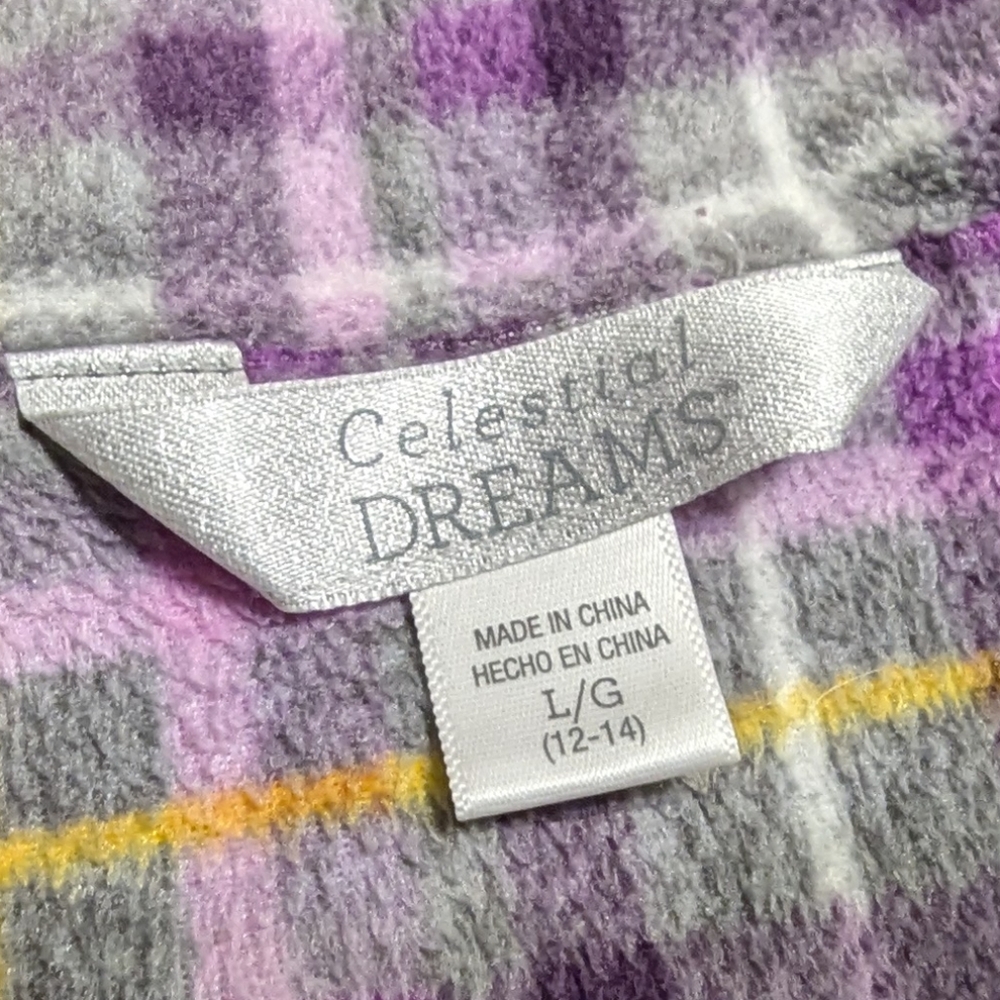 Celestial
DREAMS
MADE IN CHINA
HECHO EN CHINA
L/G
(12-14)